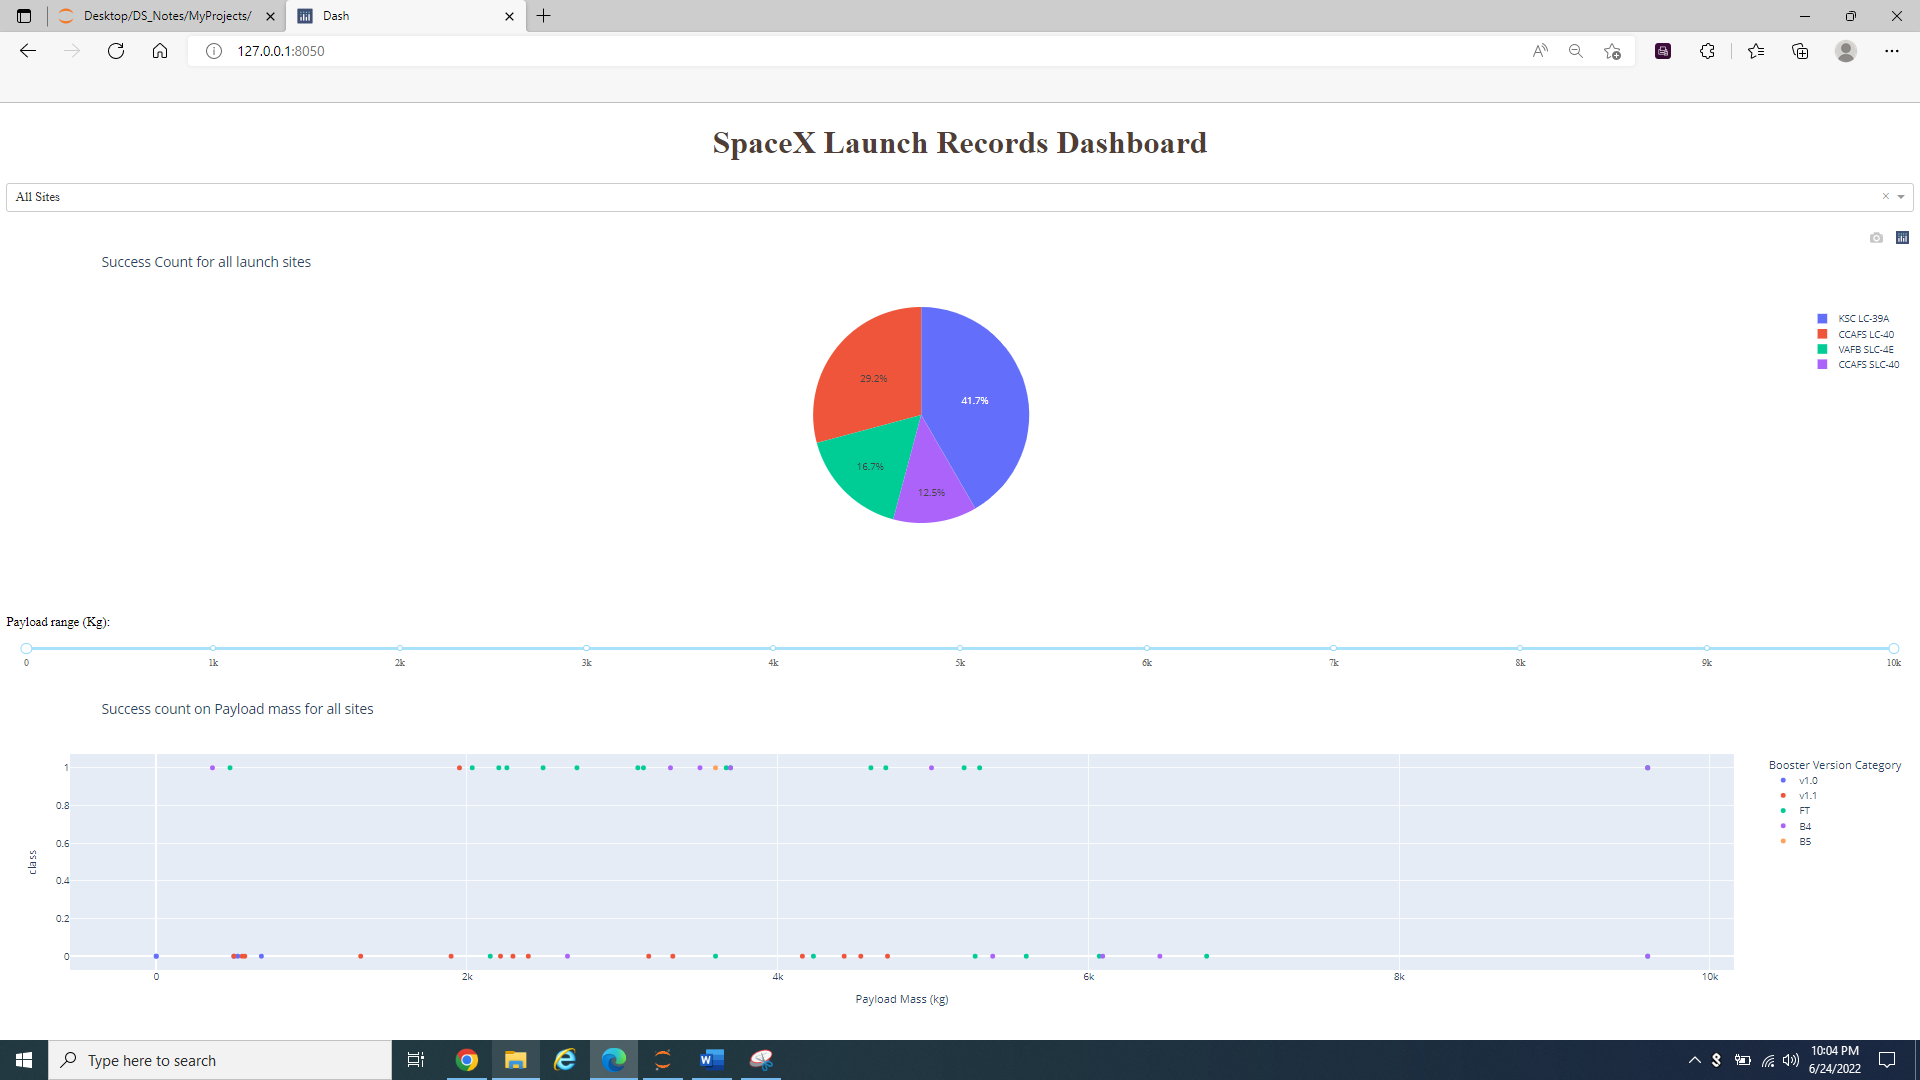 Desktop/DS_Notes/MyProjects/
Dash
127.0.0.1:8050
SpaceX Launch Records Dashboard
All Sites
Success Count for all launch sites
KSC LC-39A
CCAFS LC-40
VAFB SLC-4E
CCAFS SLC-40
29.2%
41.7%
16.7%
12.5%
Payload range (Kg):
0 1k 2k 3k 4k 5k 6k 7k 8k 9k 10k
Success count on Payload mass for all sites
1
0.8
0.6
0.4
0.2
0
class
0 2k 4k 6k 8k 10k
Payload Mass (kg)
Booster Version Category
v1.0
v1.1
FT
B4
B5
Type here to search
10:04 PM
6/24/2022